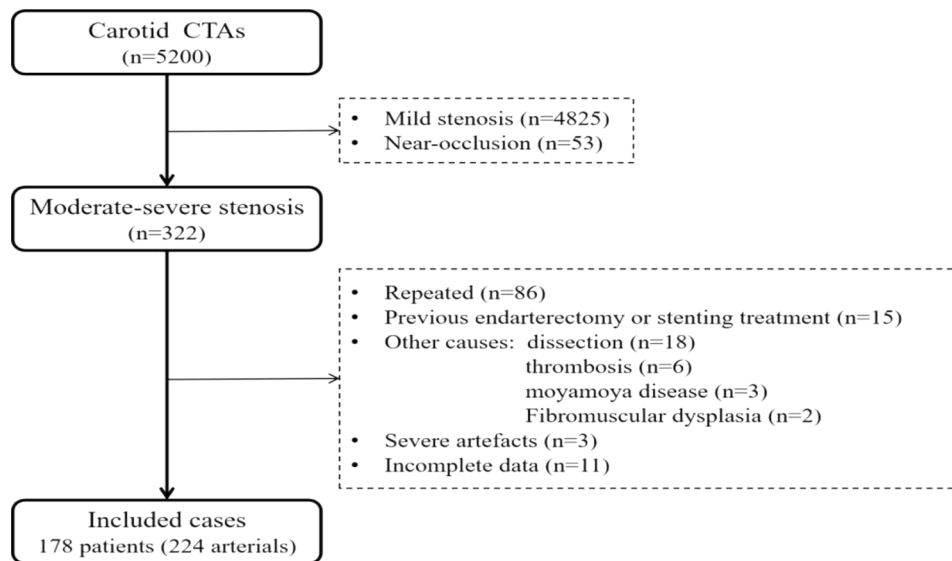 Carotid CTAs
(n=5200)
• Mild stenosis (n=4825)
• Near-occlusion (n=53)
Moderate-severe stenosis
(n=322)
• Repeated (n=86)
• Previous endarterectomy or stenting treatment (n=15)
• Other causes: dissection (n=18)
thrombosis (n=6)
moyamoya disease (n=3)
Fibromuscular dysplasia (n=2)
• Severe artefacts (n=3)
• Incomplete data (n=11)
Included cases
178 patients (224 arterials)